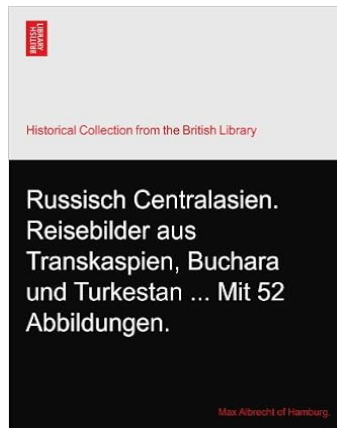 BRITISH
LIBRARY
Historical Collection from the British Library
Russisch Centralasien.
Reisebilder aus
Transkaspien, Buchara
und Turkestan ... Mit 52
Abbildungen.
Max Albrecht of Hamburg.